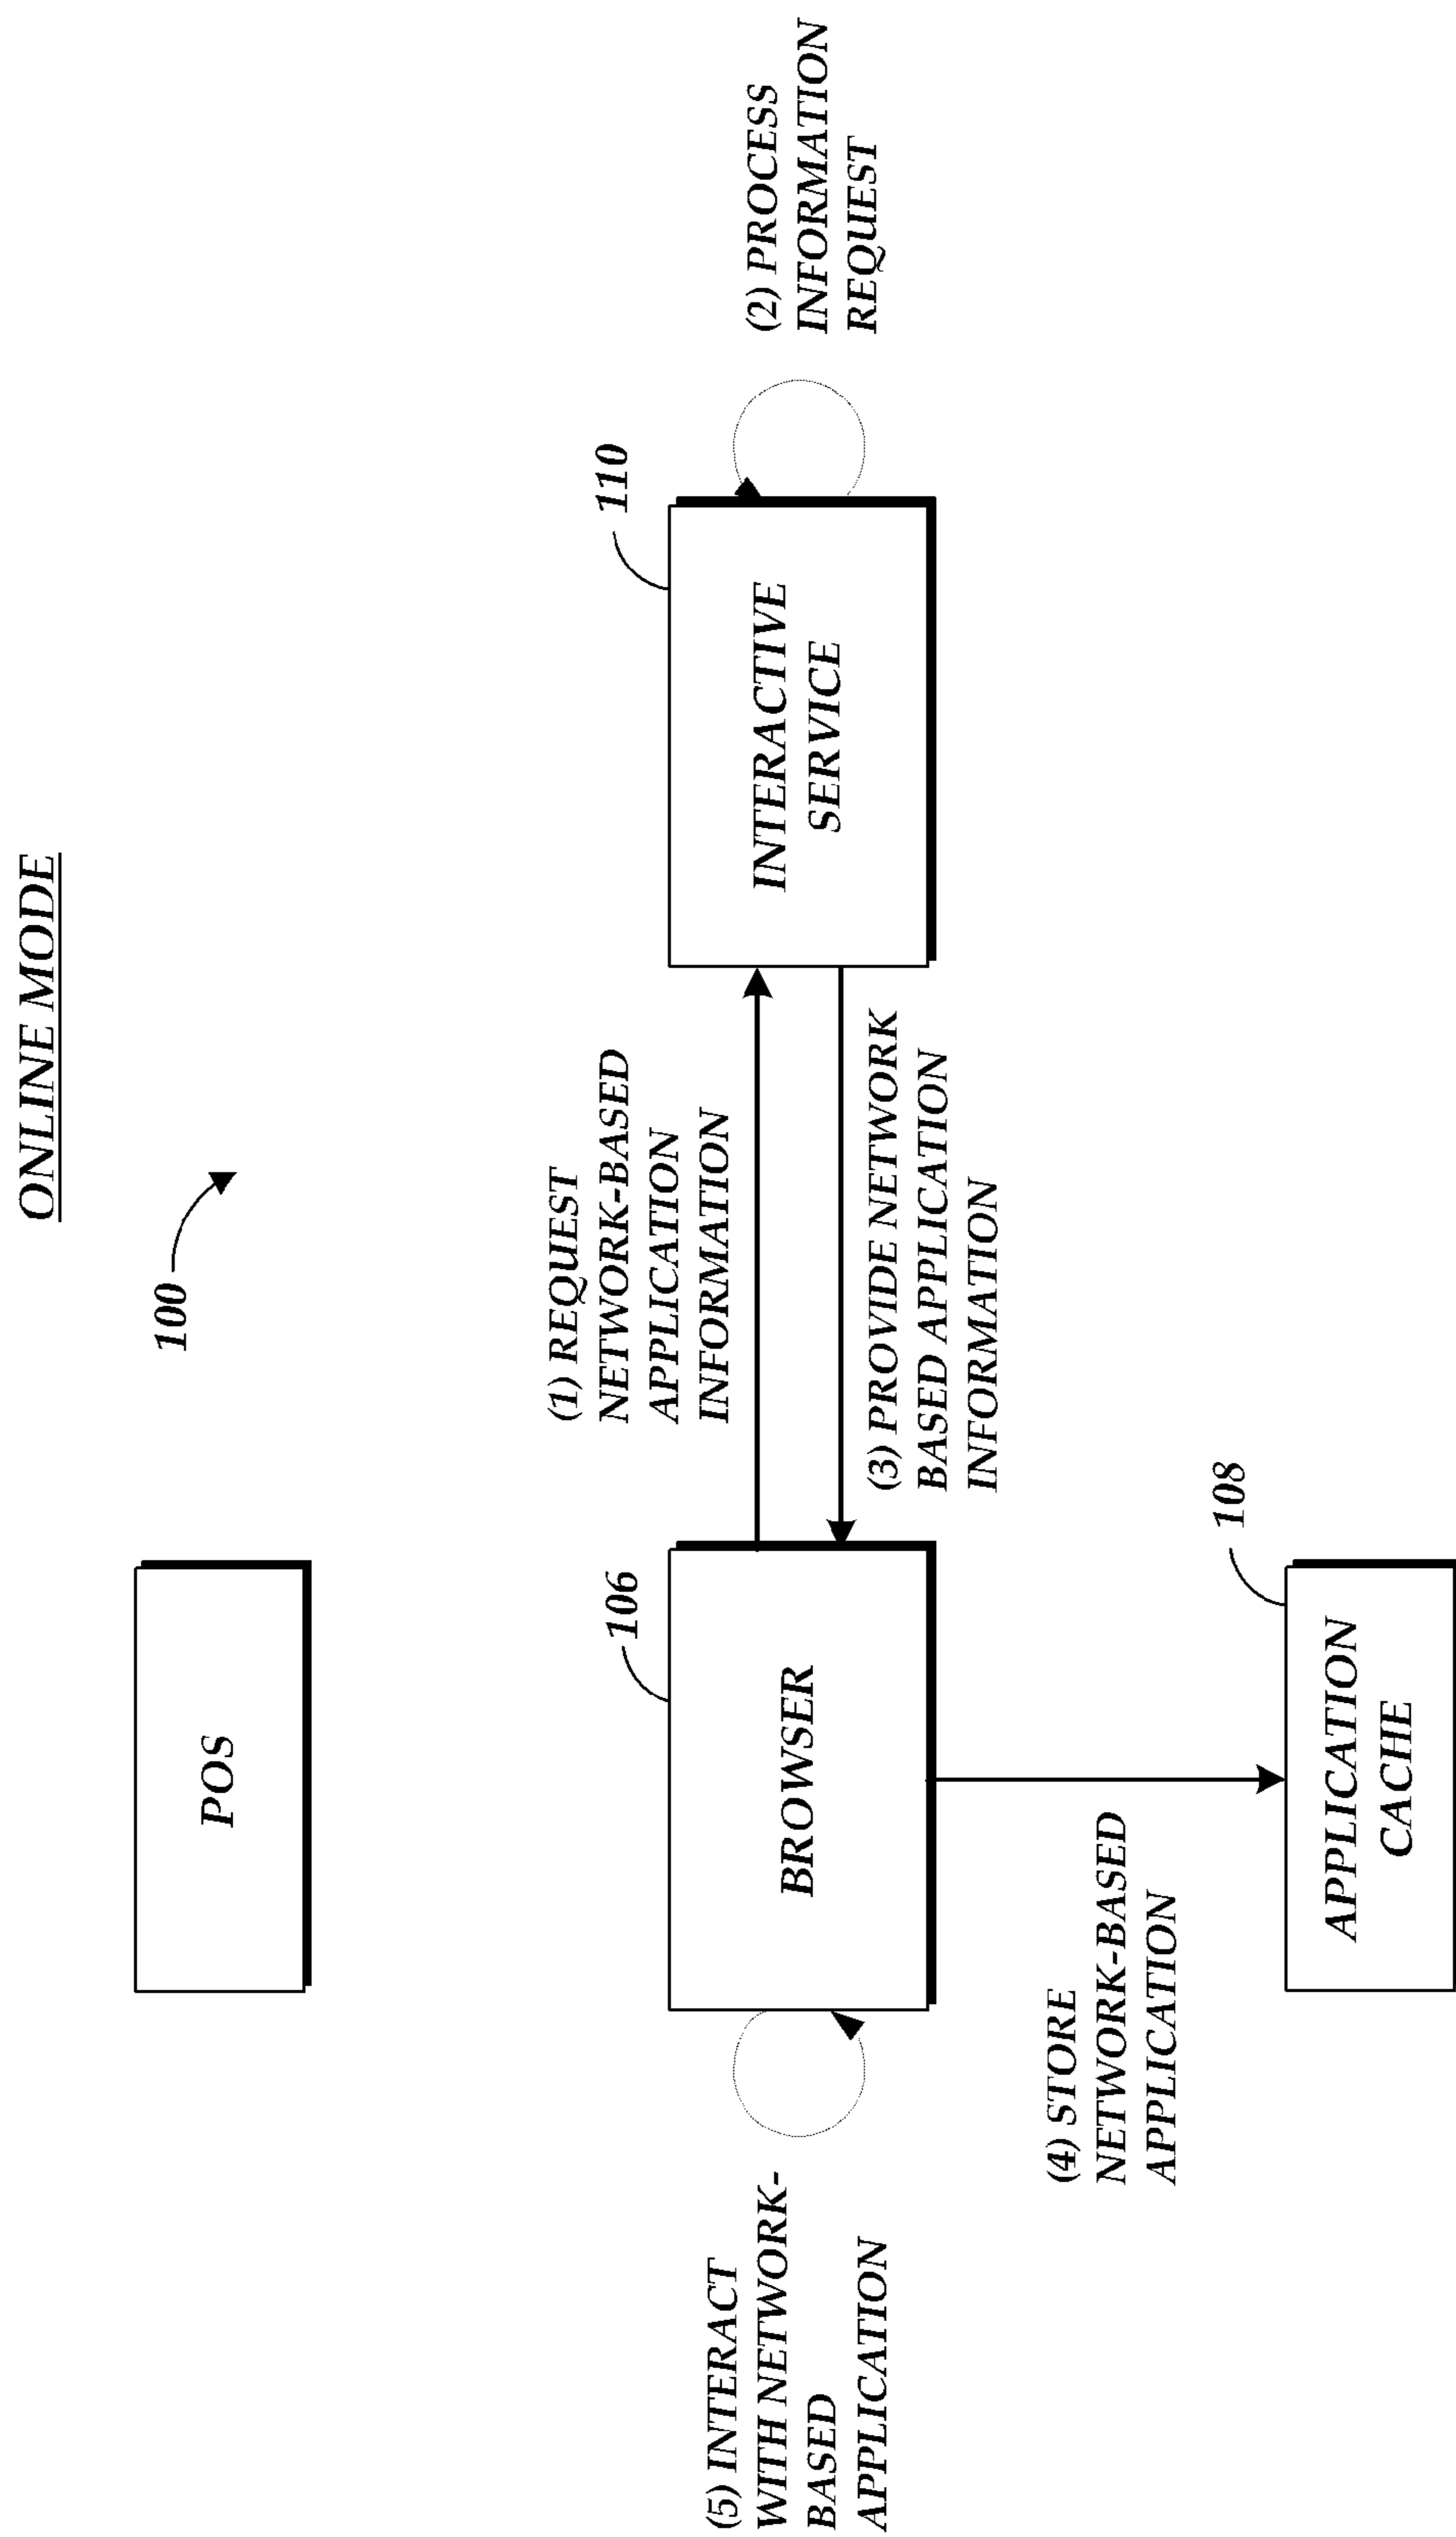 ONLINE MODE
100
POS
(1) REQUEST
NETWORK-BASED
APPLICATION
INFORMATION
106
110
(2) PROCESS
INFORMATION
REQUEST
(5) INTERACT
WITH NETWORK-
BASED
APPLICATION
BROWSER
INTERACTIVE
SERVICE
(3) PROVIDE NETWORK
BASED APPLICATION
INFORMATION
(4) STORE
NETWORK-BASED
APPLICATION
108
APPLICATION
CACHE